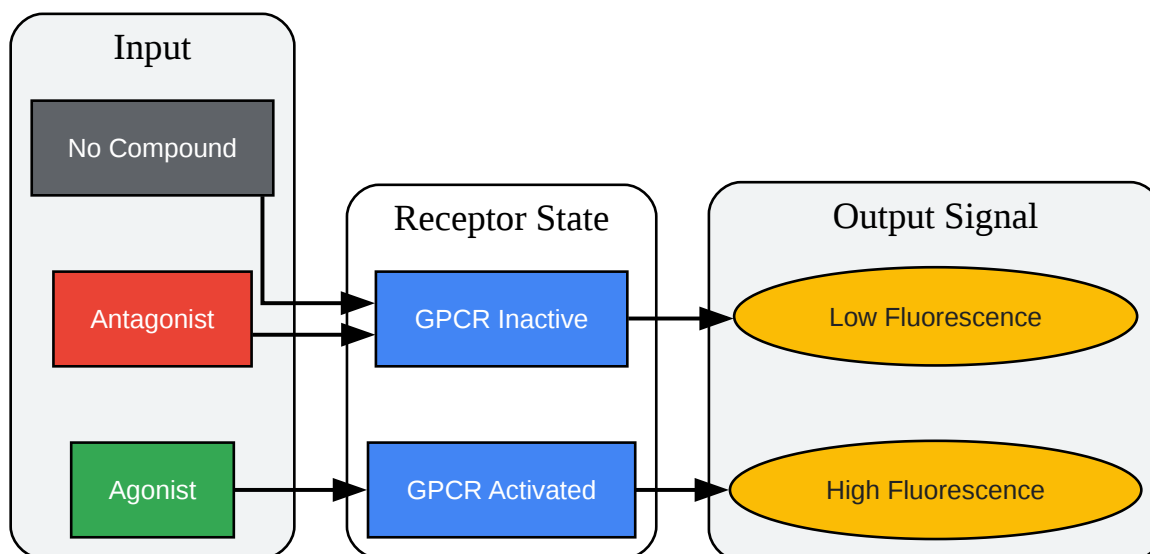 Input
No Compound
Antagonist
Agonist
Receptor State
GPCR Inactive
GPCR Activated
Output Signal
Low Fluorescence
High Fluorescence